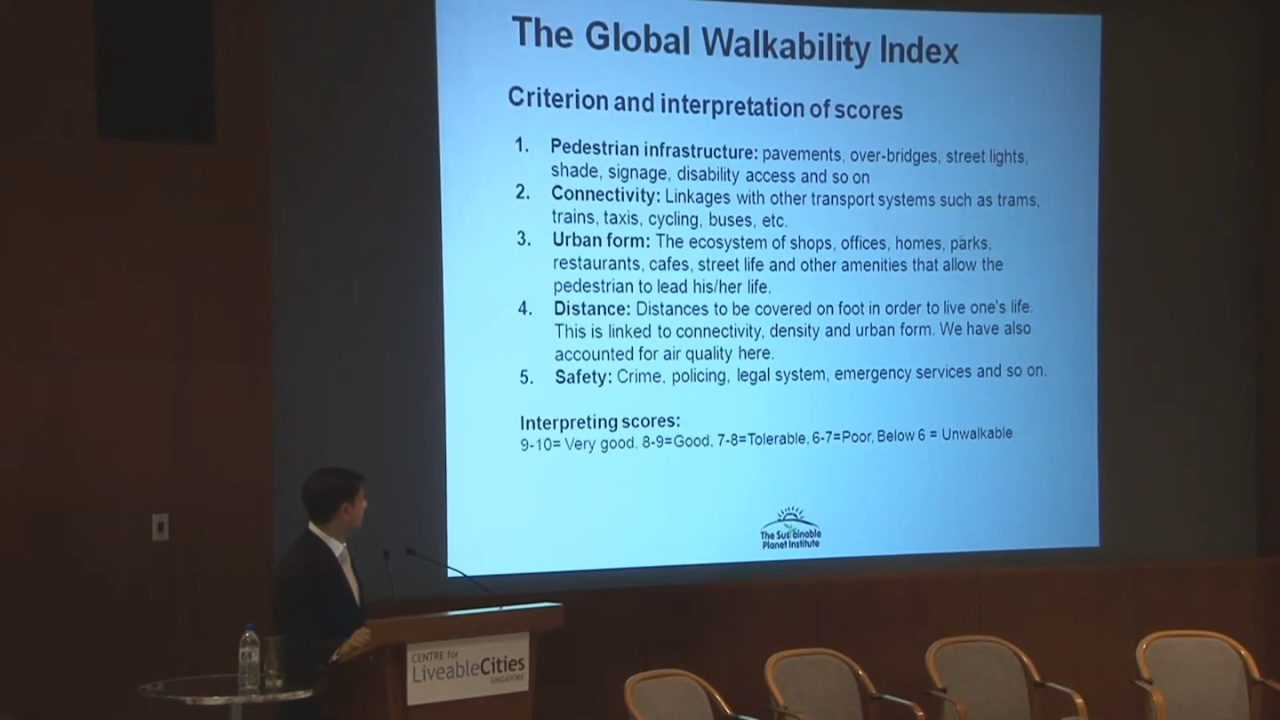 The Global Walkability Index
Criterion and interpretation of scores
1. Pedestrian infrastructure: pavements, over-bridges, street lights,
shade, signage, disability access and so on
2. Connectivity: Linkages with other transport systems such as trams,
trains, taxis, cycling, buses, etc.
3. Urban form: The ecosystem of shops, offices, homes, parks,
restaurants, cafes, street life and other amenities that allow the
pedestrian to lead his/her life.
4. Distance: Distances to be covered on foot in order to live one's life.
This is linked to connectivity, density and urban form. We have also
accounted for air quality here.
5. Safety: Crime, policing, legal system, emergency services and so on.
Interpreting scores:
9-10= Very good, 8-9=Good, 7-8=Tolerable, 6-7=Poor, Below 6 = Unwalkable
The Sustainable
Planet Institute
CENTRE for
LiveableCities
SINGAPORE